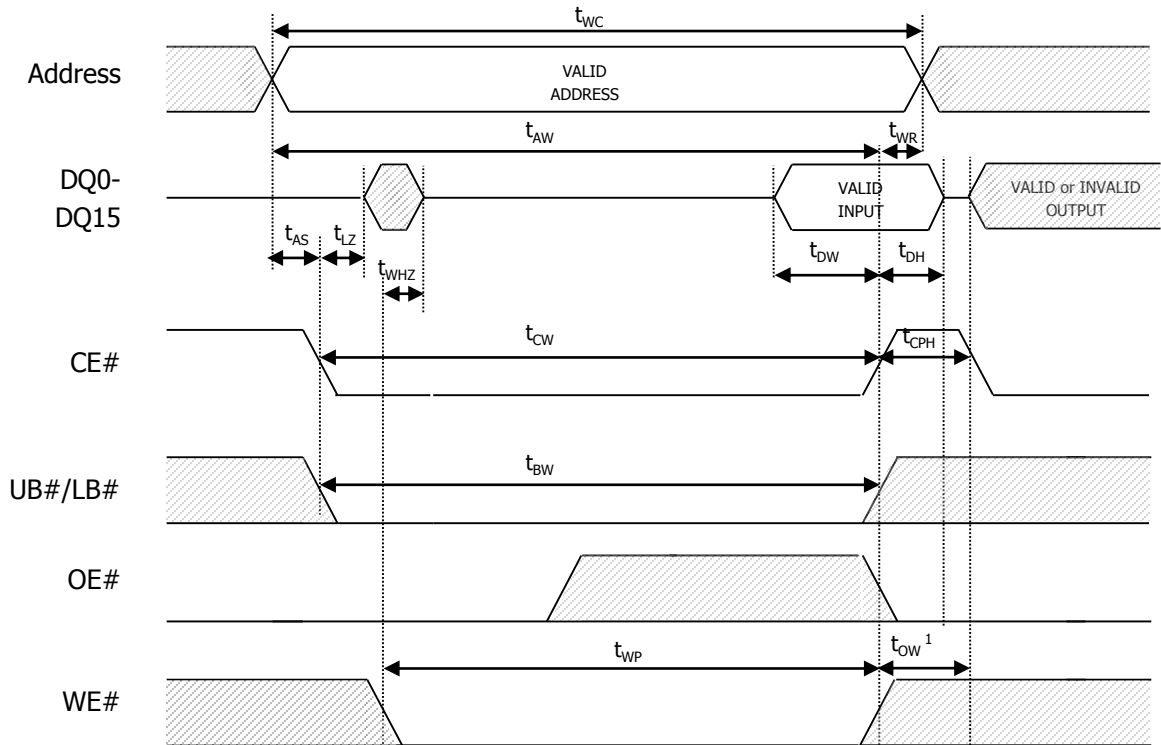 tWC
Address
VALID
ADDRESS
tAW
tWR
DQ0-
DQ15
VALID
INPUT
VALID or INVALID
OUTPUT
tAS
tLZ
tWHZ
tDW
tDH
CE#
tCW
tCPH
UB#/LB#
tBW
OE#
tWP
tOW 1
WE#